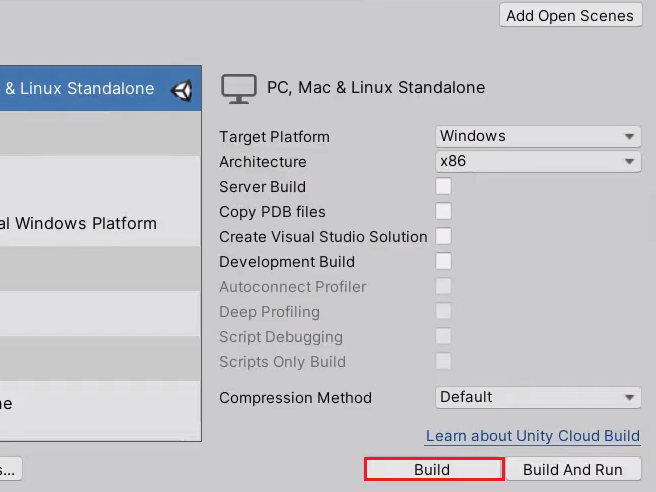 Add Open Scenes
& Linux Standalone
al Windows Platform
ne
s...
PC, Mac & Linux Standalone
Target Platform Windows
Architecture x86
Server Build
Copy PDB files
Create Visual Studio Solution
Development Build
Autoconnect Profiler
Deep Profiling
Script Debugging
Scripts Only Build
Compression Method Default
Learn about Unity Cloud Build
Build Build And Run